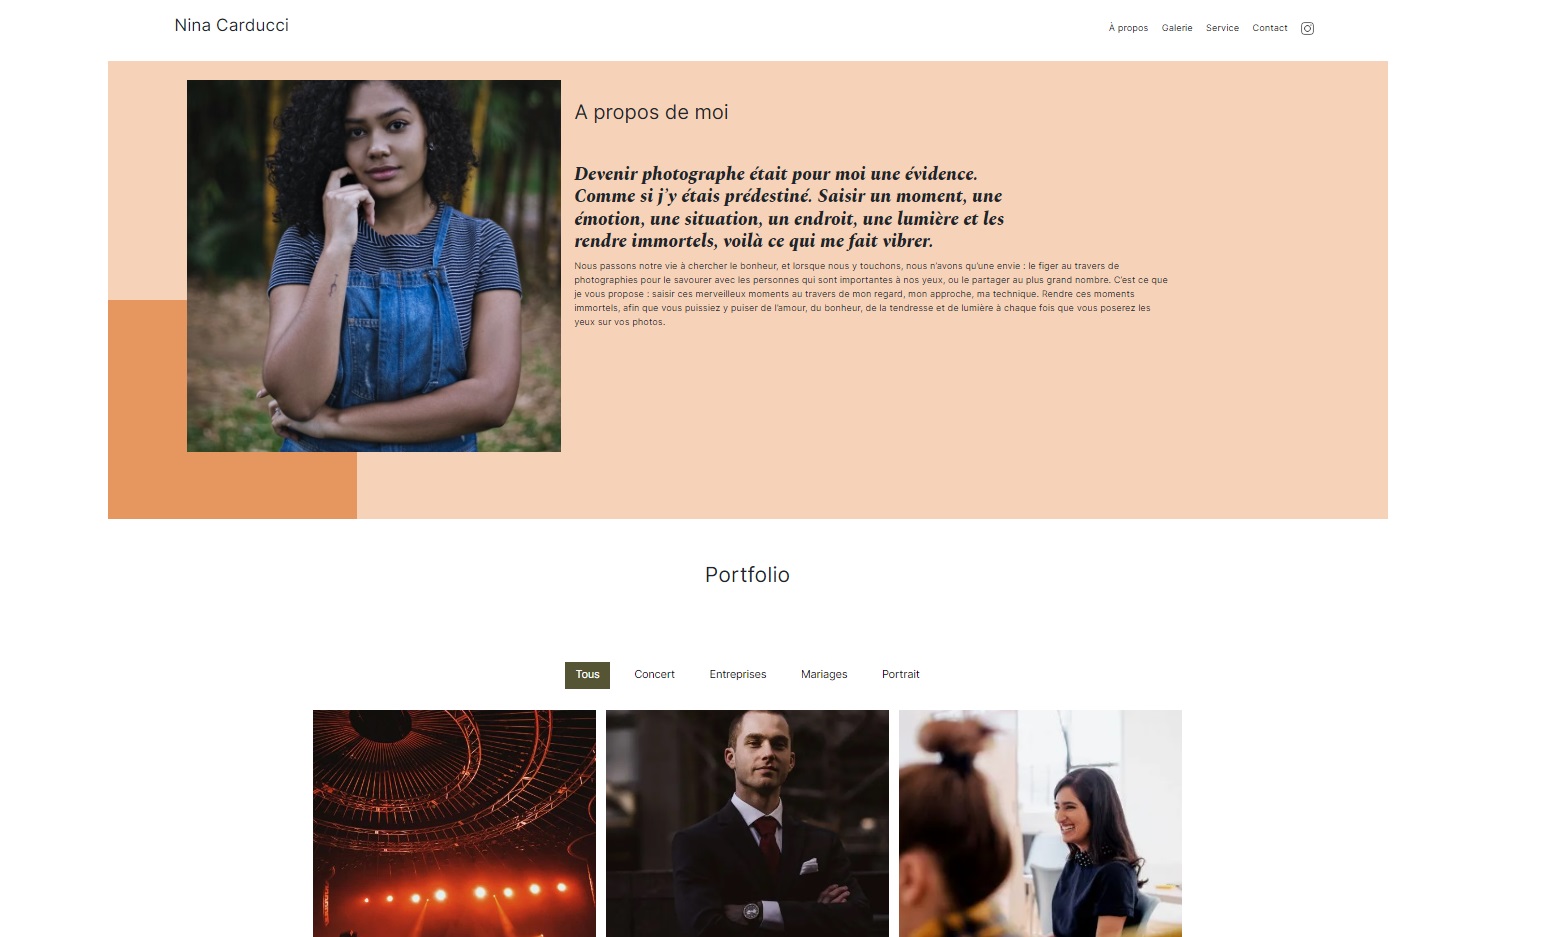 Nina Carducci
À propos Galerie Service Contact
A propos de moi
Devenir photographe était pour moi une évidence.
Comme si j'y étais prédestiné. Saisir un moment, une
émotion, une situation, un endroit, une lumière et les
rendre immortels, voilà ce qui me fait vibrer.
Nous passons notre vie à chercher le bonheur, et lorsque nous y touchons, nous n'avons qu'une envie : le figer au travers de
photographies pour le savourer avec les personnes qui sont importantes à nos yeux, ou le partager au plus grand nombre. C'est ce que
je vous propose : saisir ces merveilleux moments au travers de mon regard, mon approche, ma technique. Rendre ces moments
immortels, afin que vous puissiez y puiser de l'amour, du bonheur, de la tendresse et de lumière à chaque fois que vous poserez les
yeux sur vos photos.
Portfolio
Tous Concert Entreprises Mariages Portrait